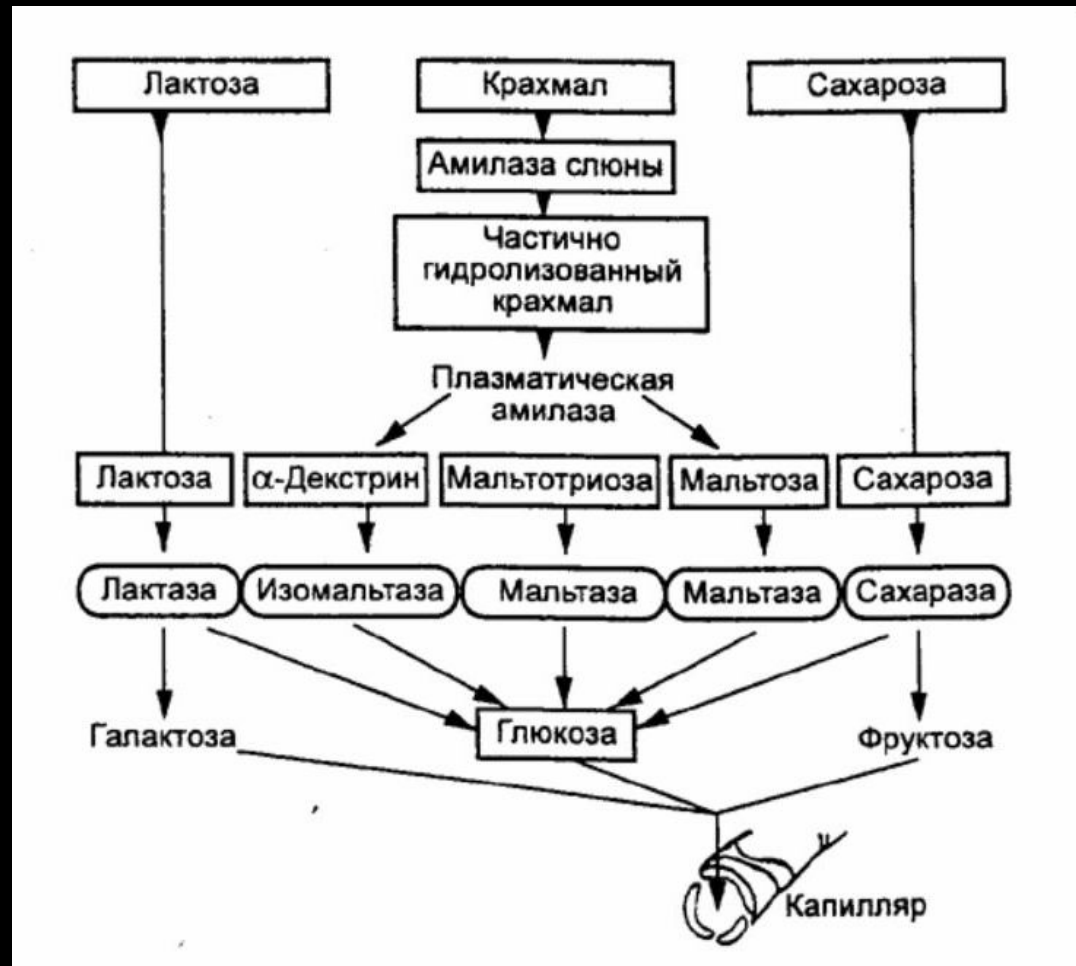 Лактоза
Крахмал
Сахароза
Амилаза слюны
Частично
гидролизованный
крахмал
Плазматическая
амилаза
Лактоза
α-Декстрин
Мальтотриоза
Мальтоза
Сахароза
Лактаза
Изомальтаза
Мальтаза
Мальтаза
Сахараза
Галактоза
Глюкоза
Фруктоза
Капилляр